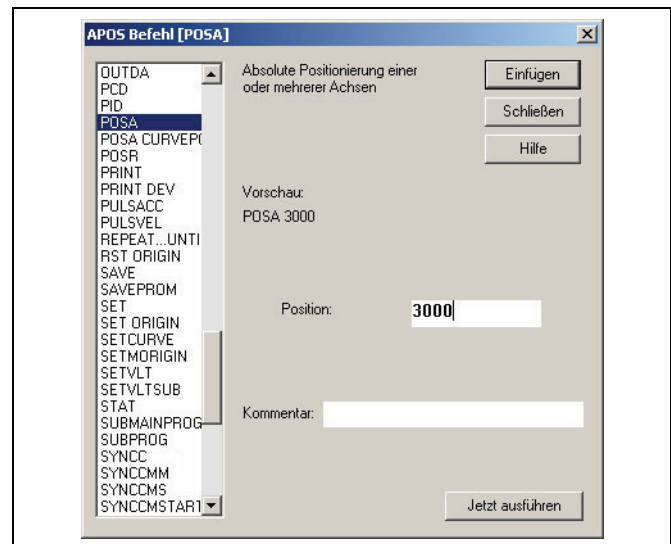 APOS Befehl [POSA]
OUTDA
PCD
PID
POSA
POSA CURVEP(
POSR
PRINT
PRINT DEV
PULSACC
PULSVEL
REPEAT...UNTI
RST ORIGIN
SAVE
SAVEPROM
SET
SET ORIGIN
SETCURVE
SETMORIGIN
SETVLT
SETVLTSUB
STAT
SUBMAINPROG
SUBPROG
SYNCC
SYNCCMM
SYNCCMS
SYNCCMSTART
Absolute Positionierung einer
oder mehrerer Achsen
Einfügen
Schließen
Hilfe
Vorschau:
POSA 3000
Position:
3000
Kommentar:
Jetzt ausführen